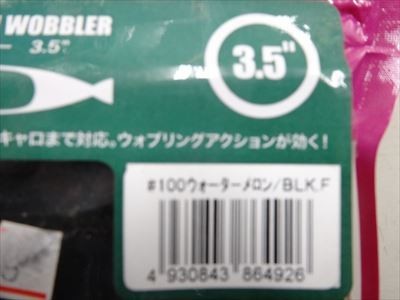 WOBBLER
ー 3.5"
3.5"
キャロまで対応。ウォブリングアクションが効く!
#100ウォーターメロン/BLK.F
4 930843 864926